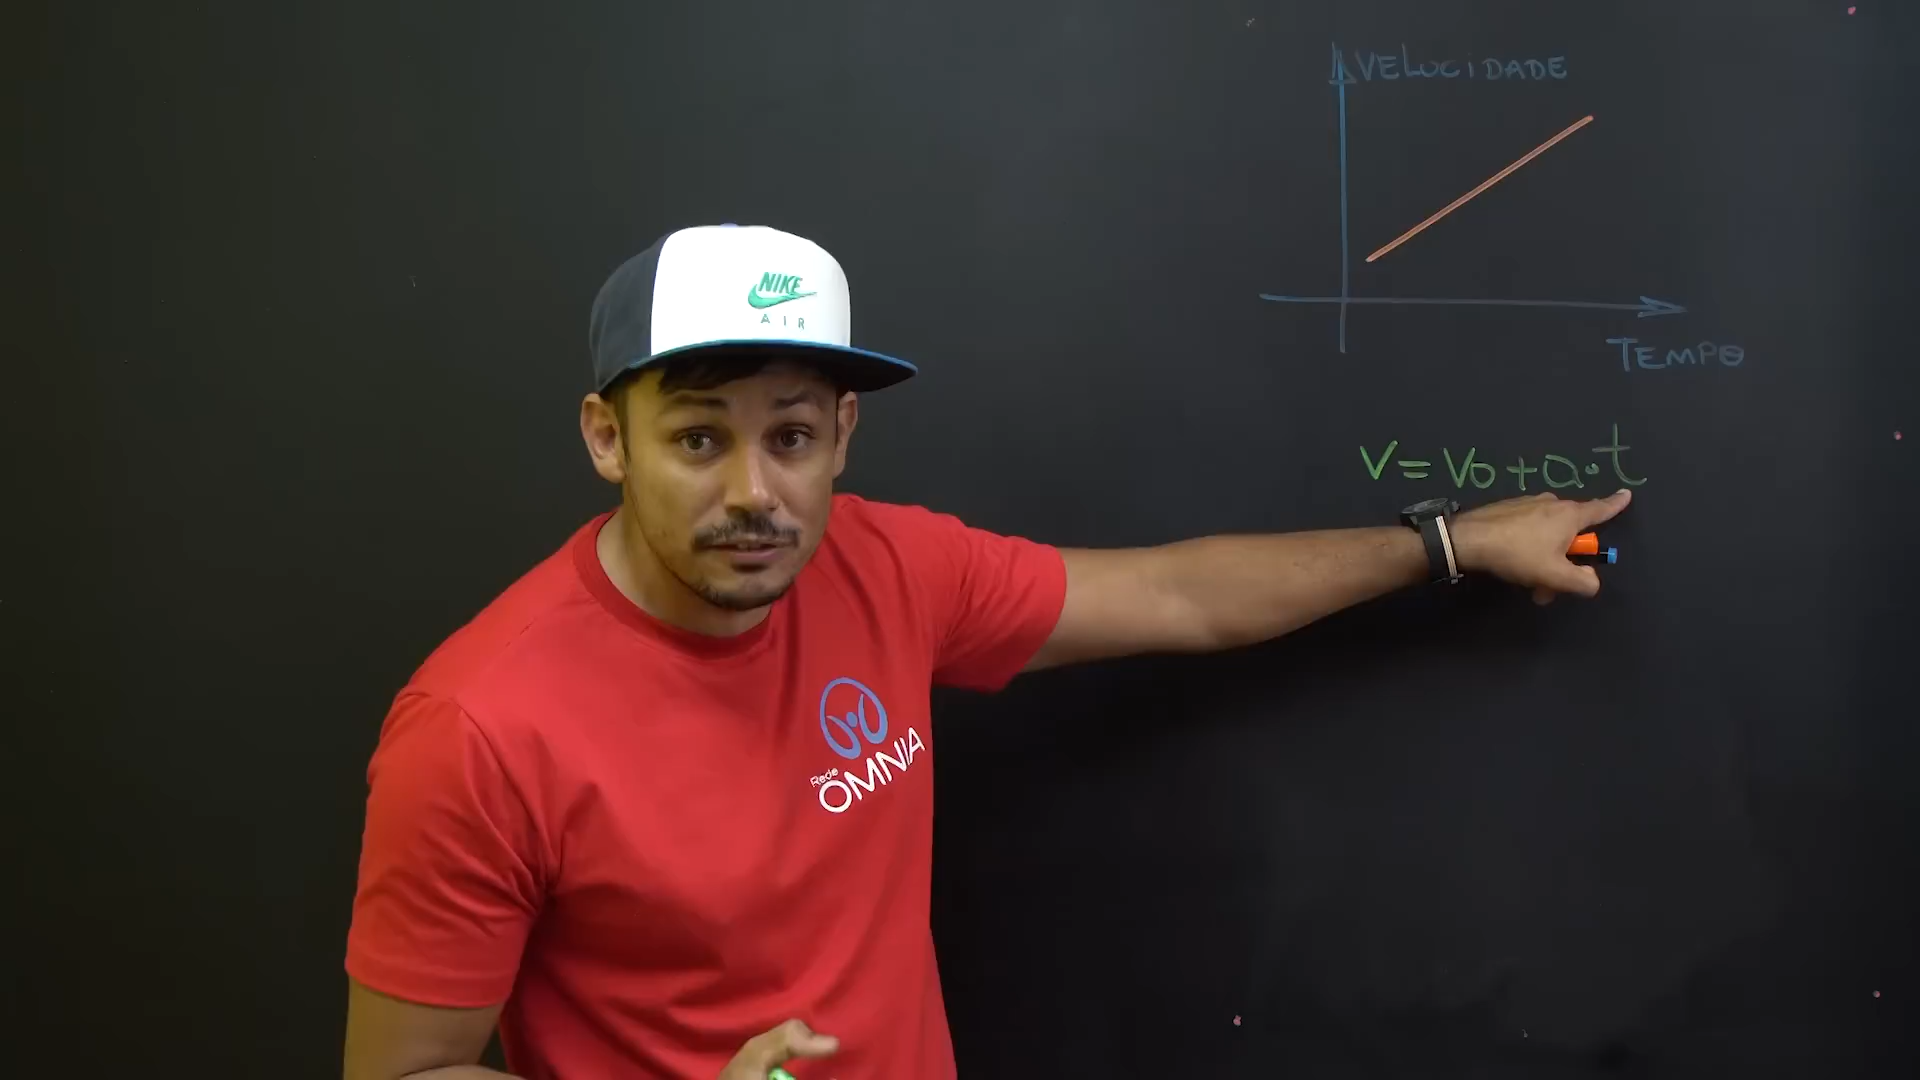 VELOCIDADE
TEMPO
V = Vo + a · t
NIKE
AIR
Rede
OMNIA